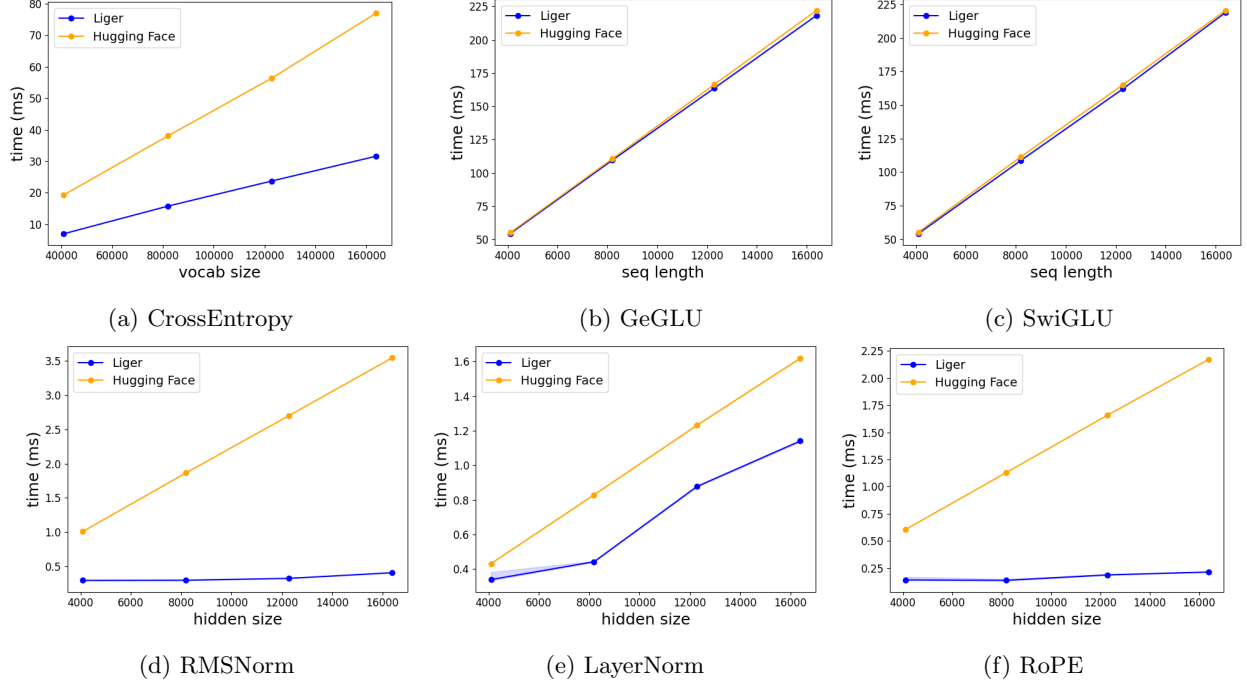 80
70
60
50
40
30
20
10
time (ms)
Liger
Hugging Face
40000 60000 80000 100000 120000 140000 160000
vocab size
(a) CrossEntropy
225
200
175
150
125
100
75
50
time (ms)
Liger
Hugging Face
4000 6000 8000 10000 12000 14000 16000
seq length
(b) GeGLU
225
200
175
150
125
100
75
50
time (ms)
Liger
Hugging Face
4000 6000 8000 10000 12000 14000 16000
seq length
(c) SwiGLU
3.5
3.0
2.5
2.0
1.5
1.0
0.5
time (ms)
Liger
Hugging Face
4000 6000 8000 10000 12000 14000 16000
hidden size
(d) RMSNorm
1.6
1.4
1.2
1.0
0.8
0.6
0.4
time (ms)
Liger
Hugging Face
4000 6000 8000 10000 12000 14000 16000
hidden size
(e) LayerNorm
2.25
2.00
1.75
1.50
1.25
1.00
0.75
0.50
0.25
time (ms)
Liger
Hugging Face
4000 6000 8000 10000 12000 14000 16000
hidden size
(f) RoPE